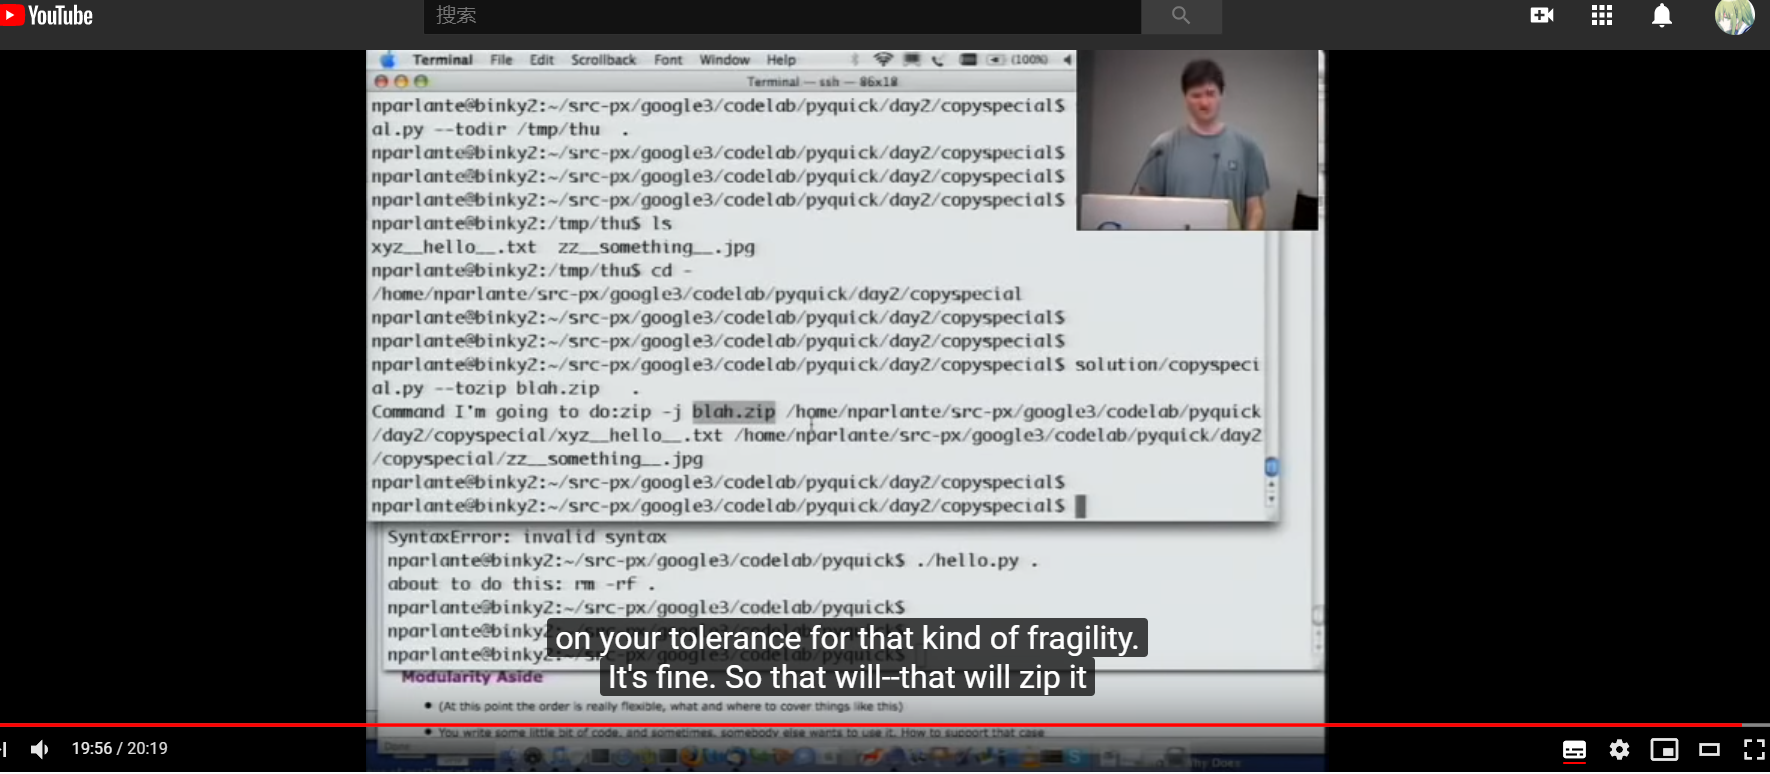 YouTube
搜索
Terminal File Edit Scrollback Font Window Help (100%)
Terminal — ssh — 86x18
nparlante@binky2:~/src-px/google3/codelab/pyquick/day2/copyspecial$
al.py --todir /tmp/thu .
nparlante@binky2:~/src-px/google3/codelab/pyquick/day2/copyspecial$
nparlante@binky2:~/src-px/google3/codelab/pyquick/day2/copyspecial$
nparlante@binky2:~/src-px/google3/codelab/pyquick/day2/copyspecial$
nparlante@binky2:/tmp/thu$ ls
xyz__hello__.txt zz__something__.jpg
nparlante@binky2:/tmp/thu$ cd -
/home/nparlante/src-px/google3/codelab/pyquick/day2/copyspecial
nparlante@binky2:~/src-px/google3/codelab/pyquick/day2/copyspecial$
nparlante@binky2:~/src-px/google3/codelab/pyquick/day2/copyspecial$
nparlante@binky2:~/src-px/google3/codelab/pyquick/day2/copyspecial$ solution/copyspeci
al.py --tozip blah.zip .
Command I'm going to do:zip -j blah.zip /home/nparlante/src-px/google3/codelab/pyquick
/day2/copyspecial/xyz__hello__.txt /home/nparlante/src-px/google3/codelab/pyquick/day2
/copyspecial/zz__something__.jpg
nparlante@binky2:~/src-px/google3/codelab/pyquick/day2/copyspecial$
nparlante@binky2:~/src-px/google3/codelab/pyquick/day2/copyspecial$
SyntaxError: invalid syntax
nparlante@binky2:~/src-px/google3/codelab/pyquick$ ./hello.py .
about to do this: rm -rf .
nparlante@binky2:~/src-px/google3/codelab/pyquick$
nparlante@binky2:
nparlante@binky2:
on your tolerance for that kind of fragility.
It's fine. So that will--that will zip it
Modularity Aside
(At this point the order is really flexible, what and where to cover things like this)
You write some little bit of code, and sometimes, somebody else wants to use it. How to support that case
Done
19:56 / 20:19